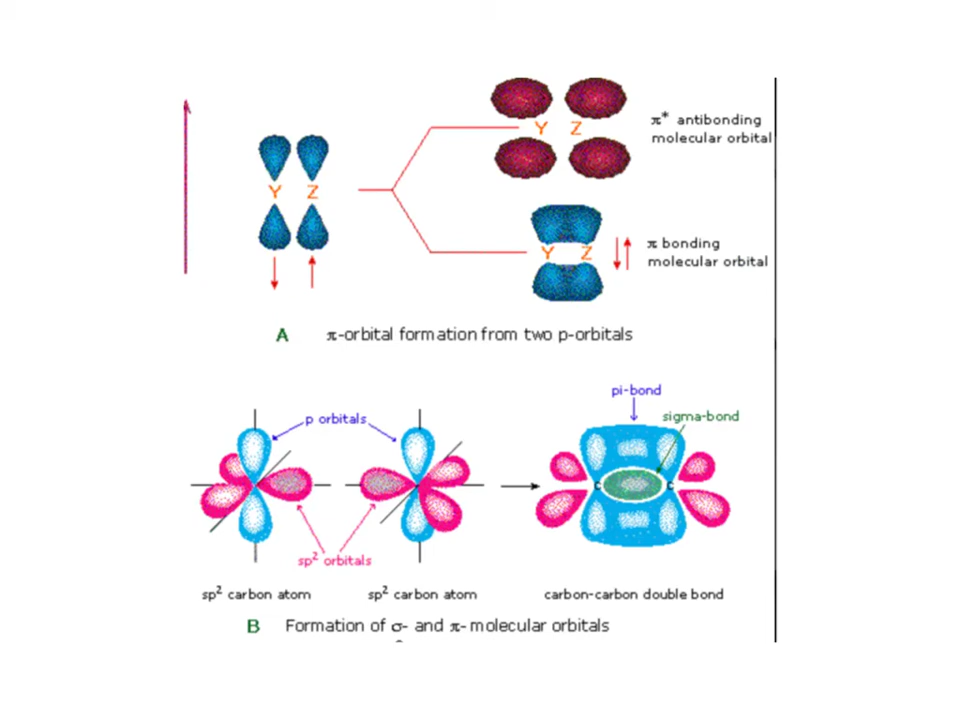 Y Z
π* antibonding
molecular orbital
Y Z
Y Z
π bonding
molecular orbital
A π-orbital formation from two p-orbitals
pi-bond
sigma-bond
p orbitals
C C
sp² orbitals
sp² carbon atom sp² carbon atom carbon-carbon double bond
B Formation of σ- and π- molecular orbitals